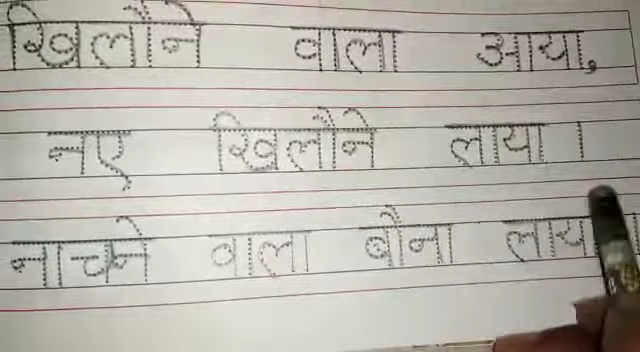 खिलौने वाला आया,
नए खिलौने लाया ।
नाचने वाला बौना लाया